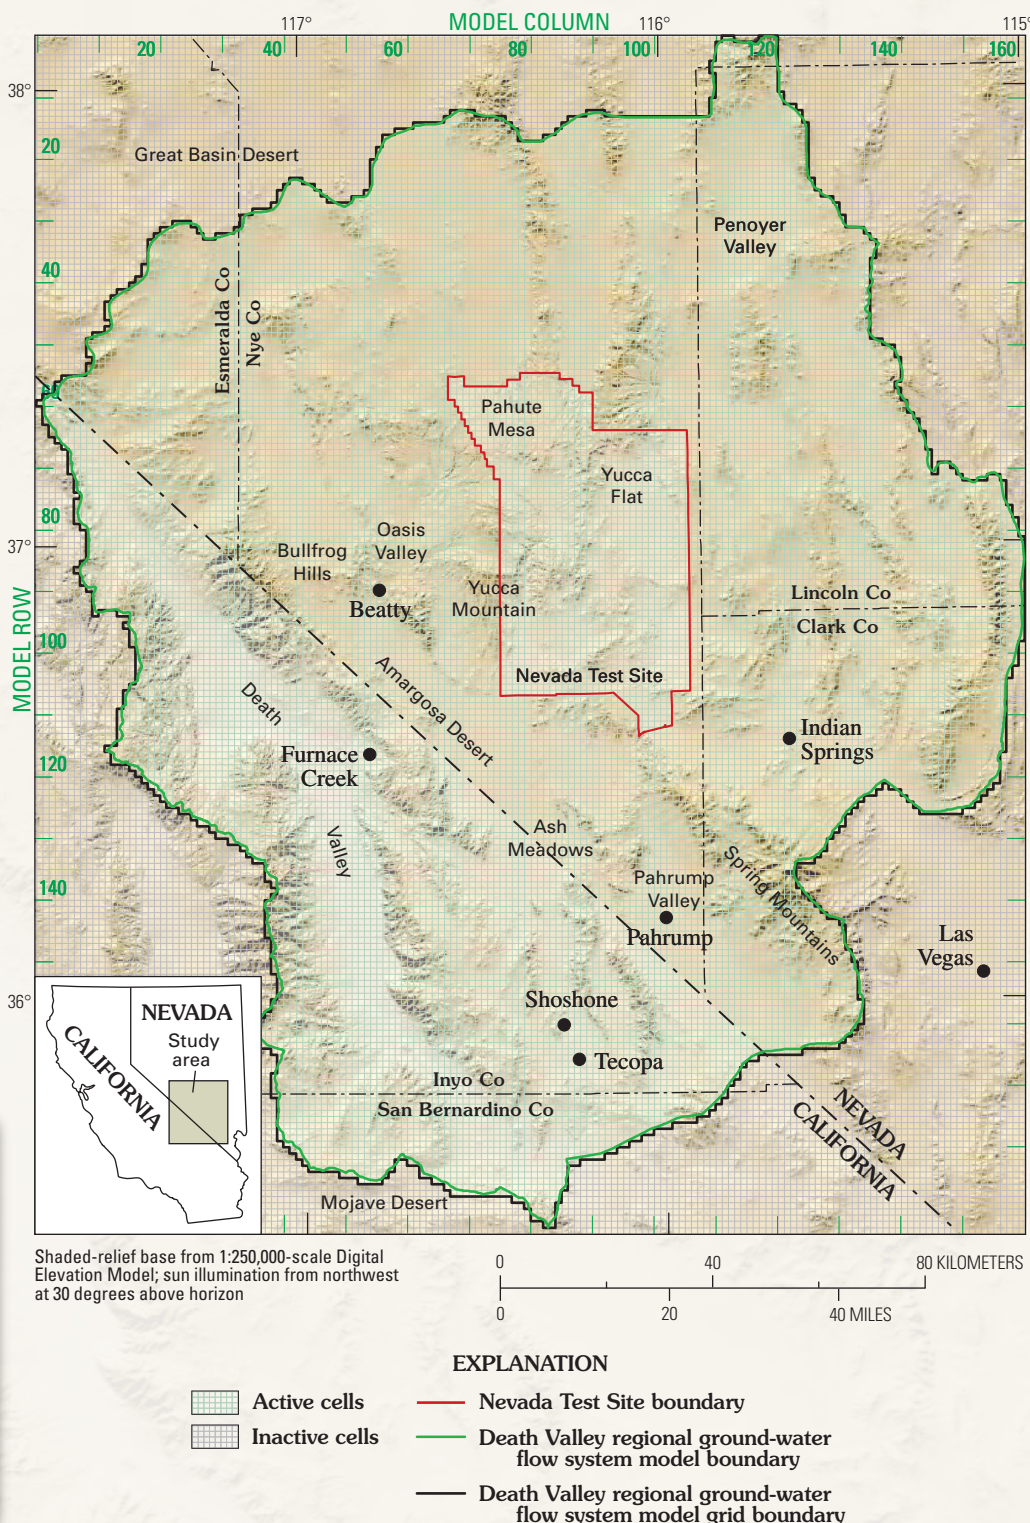 MODEL COLUMN
117°
116°
115°
20
40
80
100
120
140
160
38°
20
Great Basin Desert
Penoyer
Valley
40
Esmeralda Co
Nye Co
60
Pahute
Mesa
Yucca
Flat
80
37°
Oasis
Valley
Bullfrog
Hills
Beatty
Yucca
Mountain
Lincoln Co
Clark Co
MODEL ROW
100
Nevada Test Site
Amargosa Desert
Death
Valley
Indian
Springs
Furnace
Creek
120
Ash
Meadows
Spring Mountains
140
Pahrump
Valley
Pahrump
Las
Vegas
36°
Shoshone
Tecopa
Inyo Co
San Bernardino Co
NEVADA
CALIFORNIA
Mojave Desert
NEVADA
Study
area
CALIFORNIA
Shaded-relief base from 1:250,000-scale Digital
Elevation Model; sun illumination from northwest
at 30 degrees above horizon
0 40 80 KILOMETERS
0 20 40 MILES
EXPLANATION
Active cells
Inactive cells
Nevada Test Site boundary
Death Valley regional ground-water
flow system model boundary
Death Valley regional ground-water
flow system model grid boundary